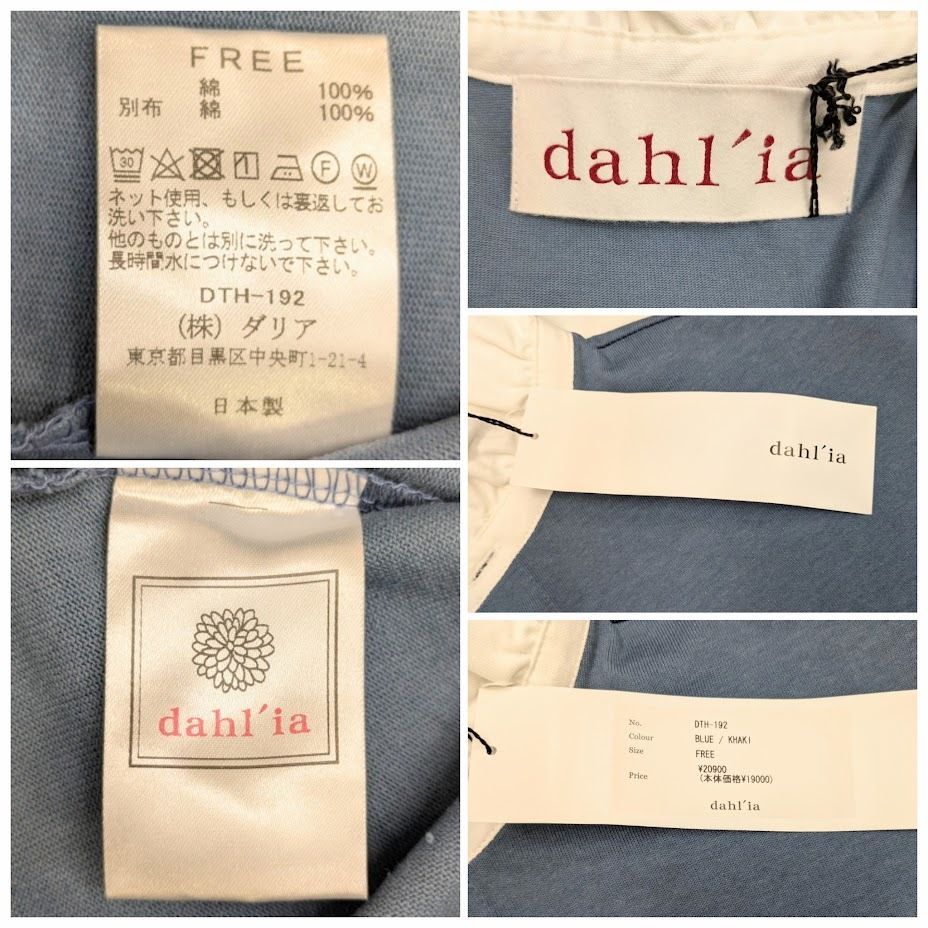 FREE
綿 100%
別布 綿 100%
30
ネット使用、もしくは裏返してお
洗い下さい。
他のものとは別に洗って下さい。
長時間水につけないで下さい。
DTH-192
(株) ダリア
東京都目黒区中央町1-21-4
日本製
dahl′ia
dahl′ia
dahl′ia
No. DTH-192
Colour BLUE / KHAKI
Size FREE
Price ¥20900
(本体価格¥19000)
dahl′ia